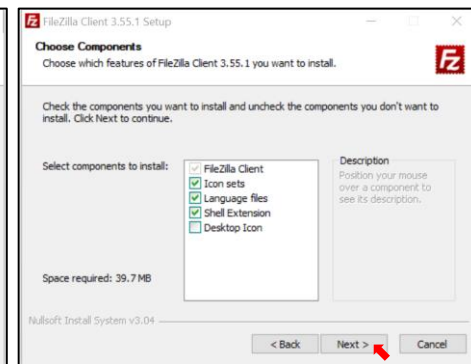 FileZilla Client 3.55.1 Setup
Choose Components
Choose which features of FileZilla Client 3.55.1 you want to install.
Fz
Check the components you want to install and uncheck the components you don't want to
install. Click Next to continue.
Select components to install:
FileZilla Client
Icon sets
Language files
Shell Extension
Desktop Icon
Description
Position your mouse
over a component to
see its description.
Space required: 39.7 MB
Nullsoft Install System v3.04
< Back
Next >
Cancel